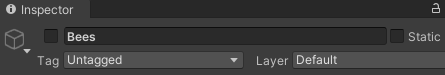 Inspector
Bees
Static
Tag Untagged Layer Default